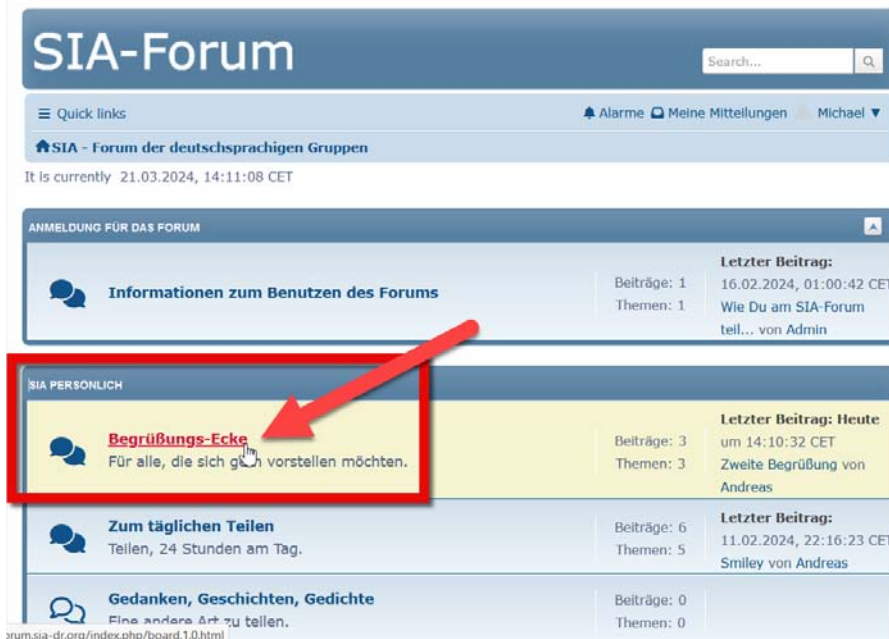 SIA-Forum
Search...
Quick links
Alarme Meine Mitteilungen Michael ▼
SIA - Forum der deutschsprachigen Gruppen
It is currently 21.03.2024, 14:11:08 CET
ANMELDUNG FÜR DAS FORUM
Informationen zum Benutzen des Forums
Beiträge: 1
Themen: 1
Letzter Beitrag:
16.02.2024, 01:00:42 CET
Wie Du am SIA-Forum
teil... von Admin
SIA PERSÖNLICH
Begrüßungs-Ecke
Für alle, die sich gern vorstellen möchten.
Beiträge: 3
Themen: 3
Letzter Beitrag: Heute
um 14:10:32 CET
Zweite Begrüßung von
Andreas
Zum täglichen Teilen
Teilen, 24 Stunden am Tag.
Beiträge: 6
Themen: 5
Letzter Beitrag:
11.02.2024, 22:16:23 CET
Smiley von Andreas
Gedanken, Geschichten, Gedichte
Eine andere Art zu teilen.
Beiträge: 0
Themen: 0
orum.sia-dr.org/index.php/board,1.0.html